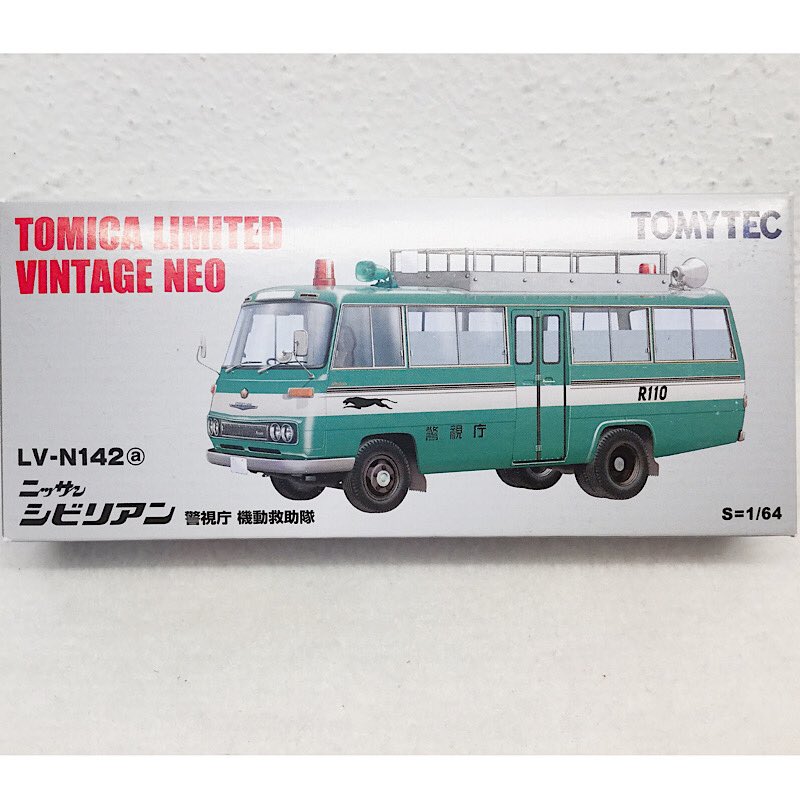 TOMICA LIMITED
VINTAGE NEO
TOMYTEC
R110
警視庁
LV-N142ⓐ
ニッサン
シビリアン 警視庁 機動救助隊
S=1/64